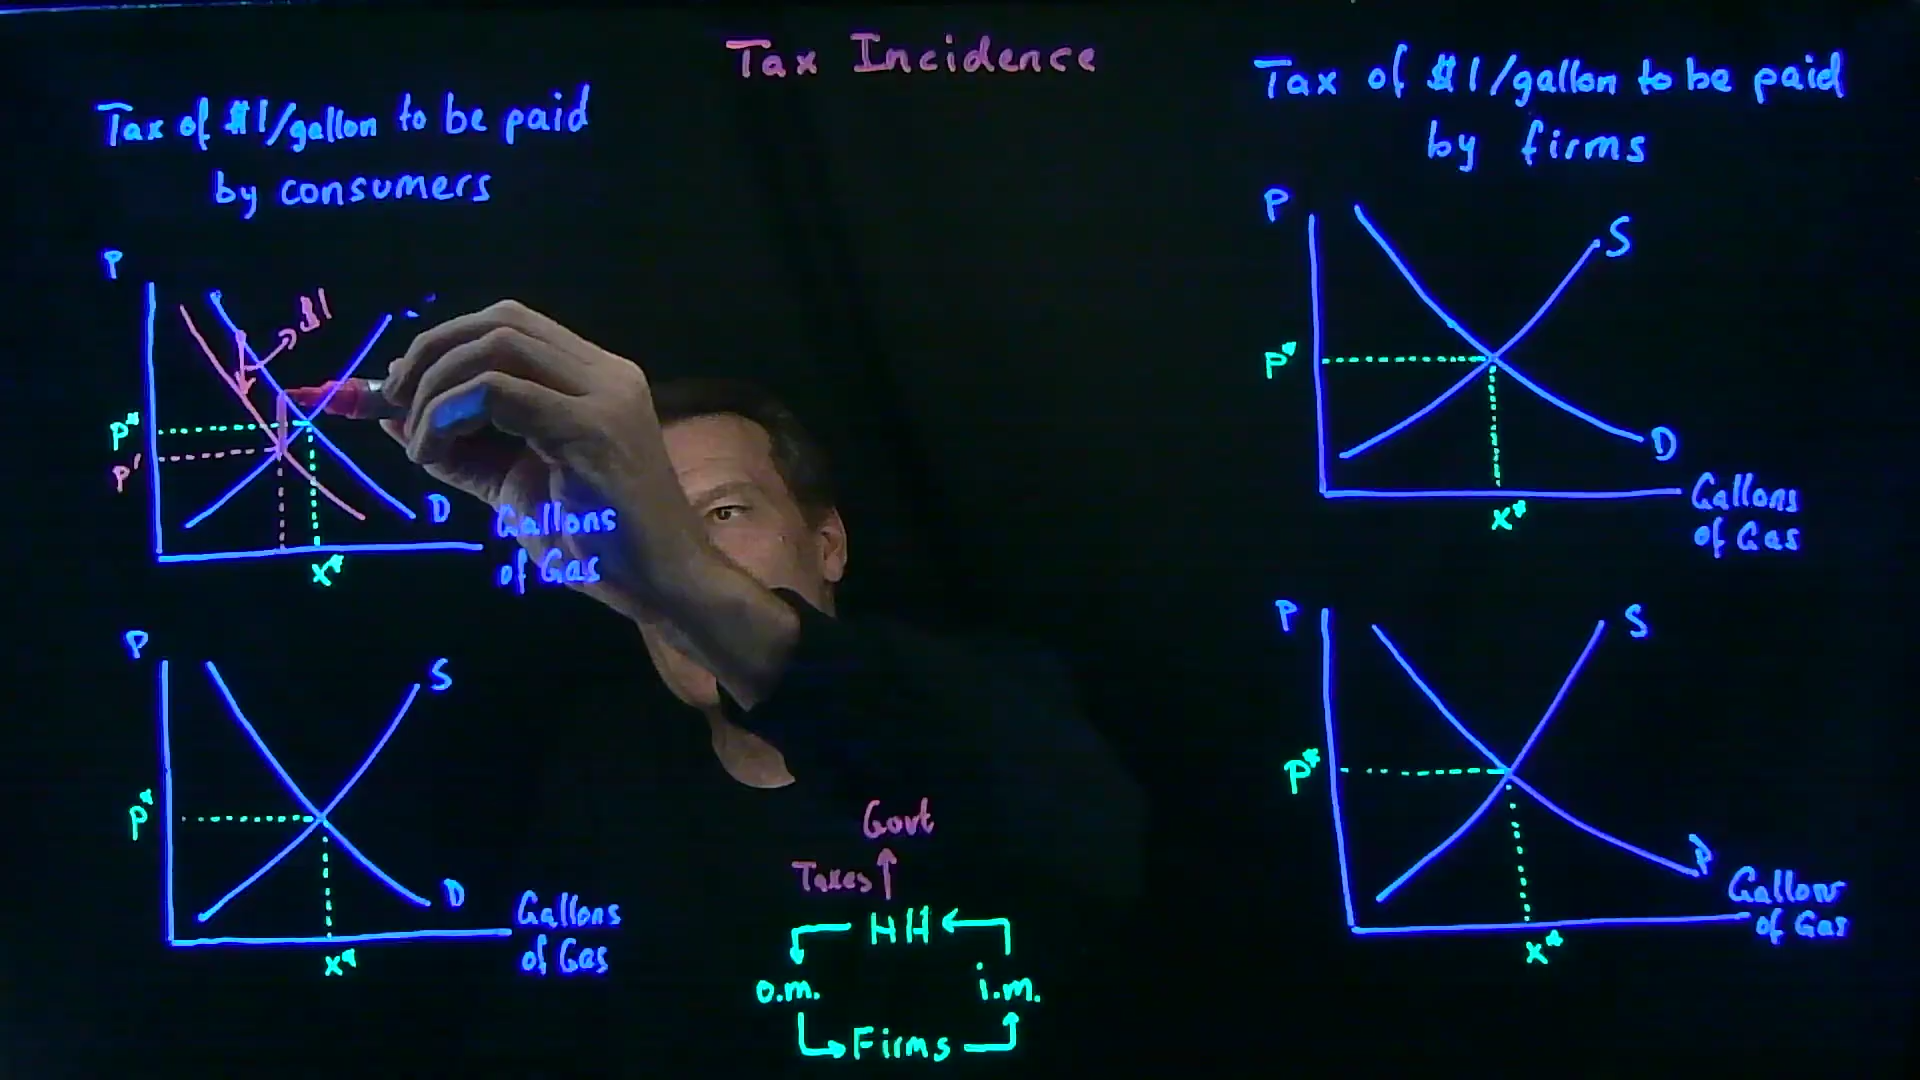 Tax Incidence
Tax of $1/gallon to be paid
by consumers
P
$1
P*
P'
D
Gallons
of Gas
X*
P
S
P*
D
Gallons
of Gas
X*
Tax of $1/gallon to be paid
by firms
P
S
P*
D
Gallons
of Gas
X*
P
S
P*
Gallon
of Gas
X*
Govt
Taxes
HH
o.m.
i.m.
Firms